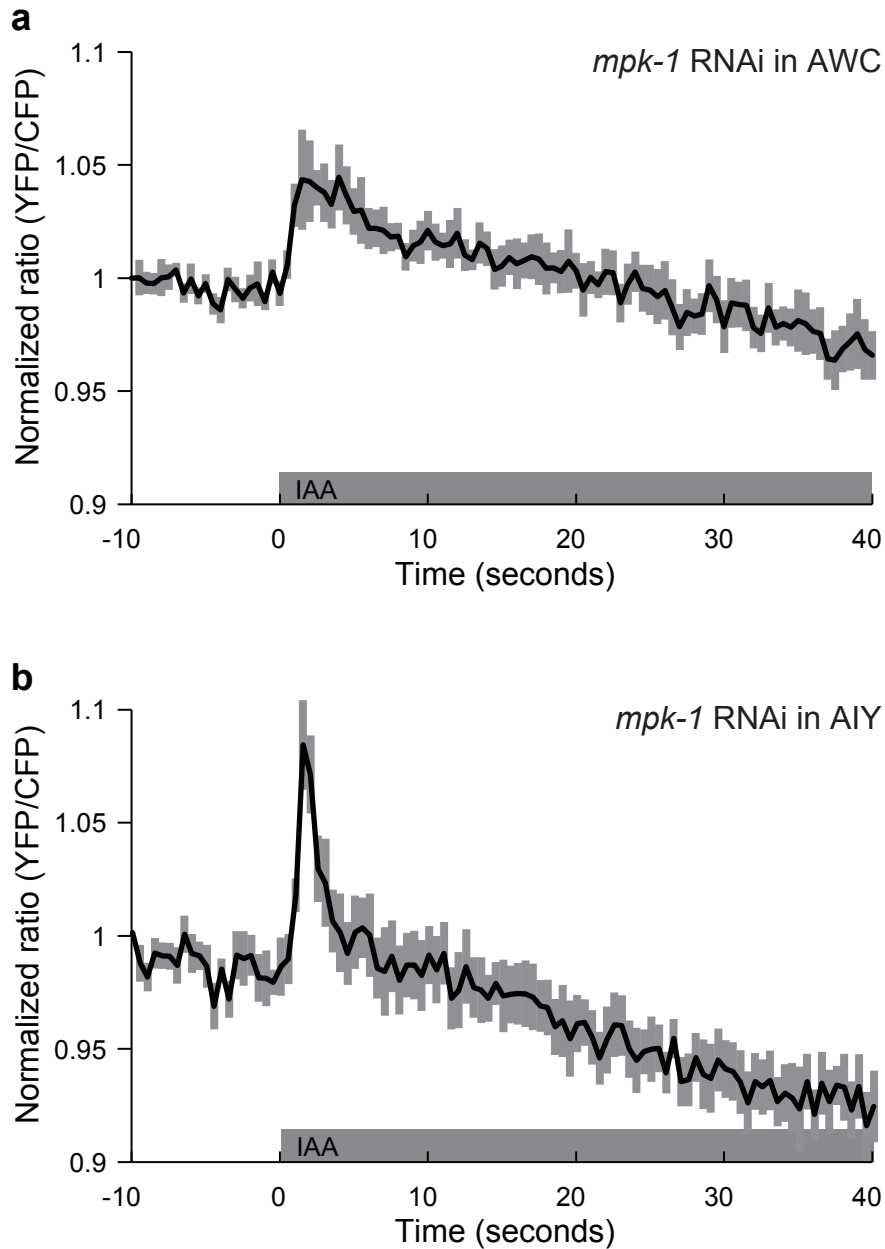 a
mpk-1 RNAi in AWC
Normalized ratio (YFP/CFP)
1.1
1.05
1
0.95
0.9
IAA
-10 0 10 20 30 40
Time (seconds)
b
mpk-1 RNAi in AIY
Normalized ratio (YFP/CFP)
1.1
1.05
1
0.95
0.9
IAA
-10 0 10 20 30 40
Time (seconds)